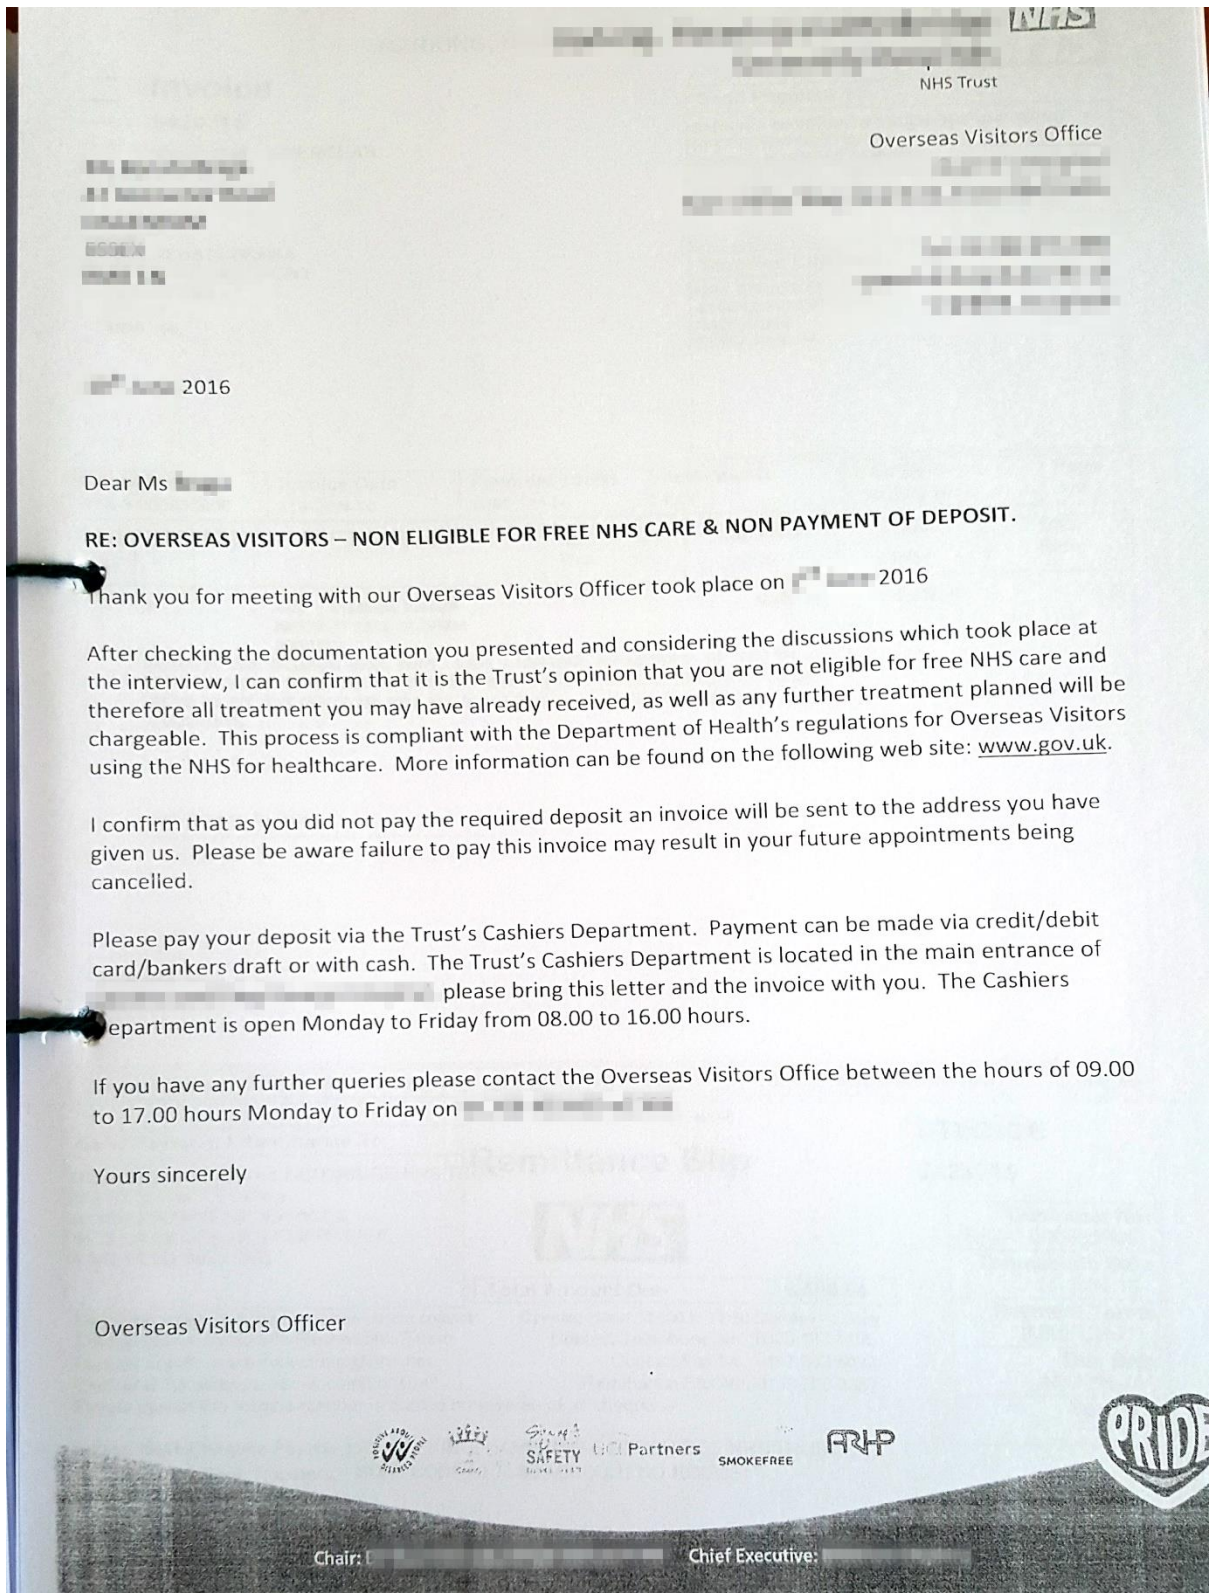 NHS
NHS Trust
Overseas Visitors Office
ESSEX
2016
Dear Ms
RE: OVERSEAS VISITORS – NON ELIGIBLE FOR FREE NHS CARE & NON PAYMENT OF DEPOSIT.
Thank you for meeting with our Overseas Visitors Officer took place on 2016
After checking the documentation you presented and considering the discussions which took place at
the interview, I can confirm that it is the Trust's opinion that you are not eligible for free NHS care and
therefore all treatment you may have already received, as well as any further treatment planned will be
chargeable. This process is compliant with the Department of Health's regulations for Overseas Visitors
using the NHS for healthcare. More information can be found on the following web site: www.gov.uk.
I confirm that as you did not pay the required deposit an invoice will be sent to the address you have
given us. Please be aware failure to pay this invoice may result in your future appointments being
cancelled.
Please pay your deposit via the Trust's Cashiers Department. Payment can be made via credit/debit
card/bankers draft or with cash. The Trust's Cashiers Department is located in the main entrance of
please bring this letter and the invoice with you. The Cashiers
epartment is open Monday to Friday from 08.00 to 16.00 hours.
If you have any further queries please contact the Overseas Visitors Office between the hours of 09.00
to 17.00 hours Monday to Friday on
Yours sincerely
Remittance Slip
NHS
Overseas Visitors Officer
POSITIVE ABOUT DISABLED PEOPLE
SAFETY
Partners
SMOKEFREE
ARHP
PRIDE
Chair:
Chief Executive: